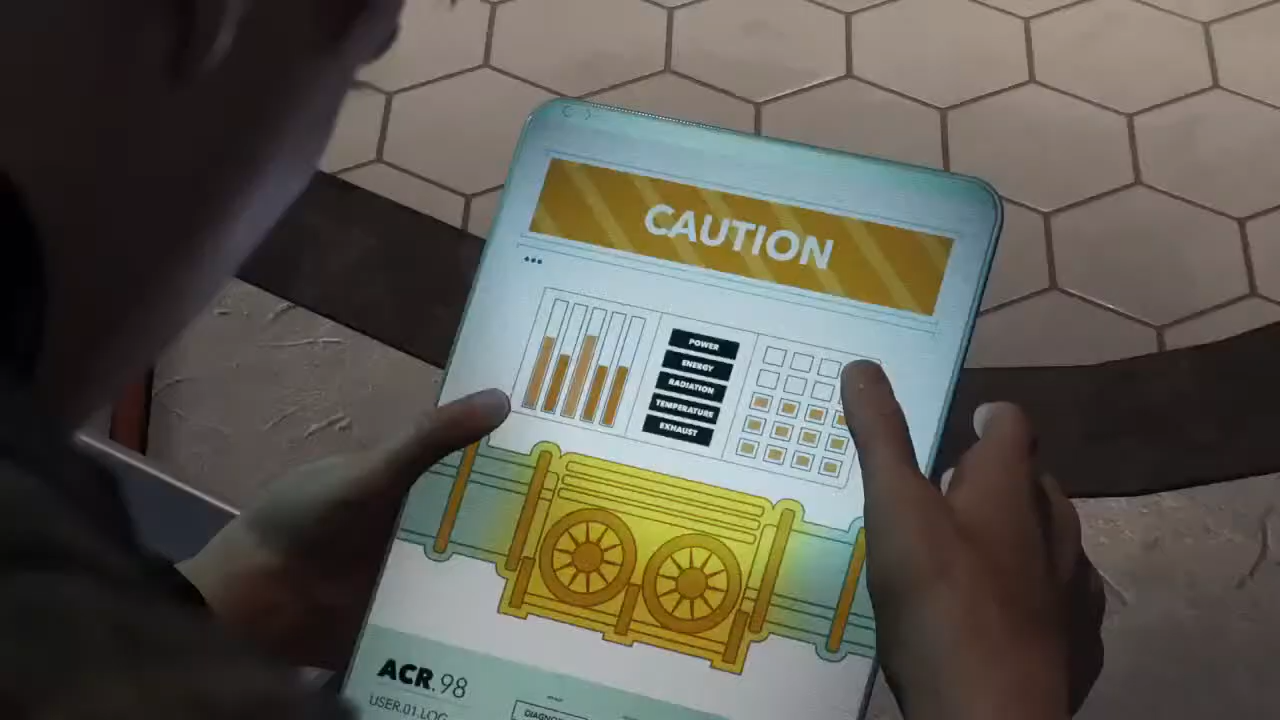 CAUTION
POWER
ENERGY
RADIATION
TEMPERATURE
EXHAUST
ACR.98
USER.01.LOG